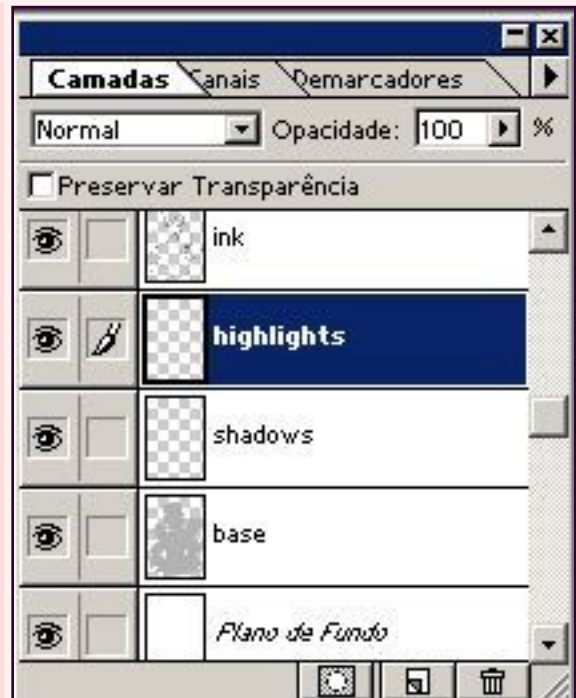 Camadas Canais Demarcadores
Normal Opacidade: 100 %
Preservar Transparência
ink
highlights
shadows
base
Plano de Fundo